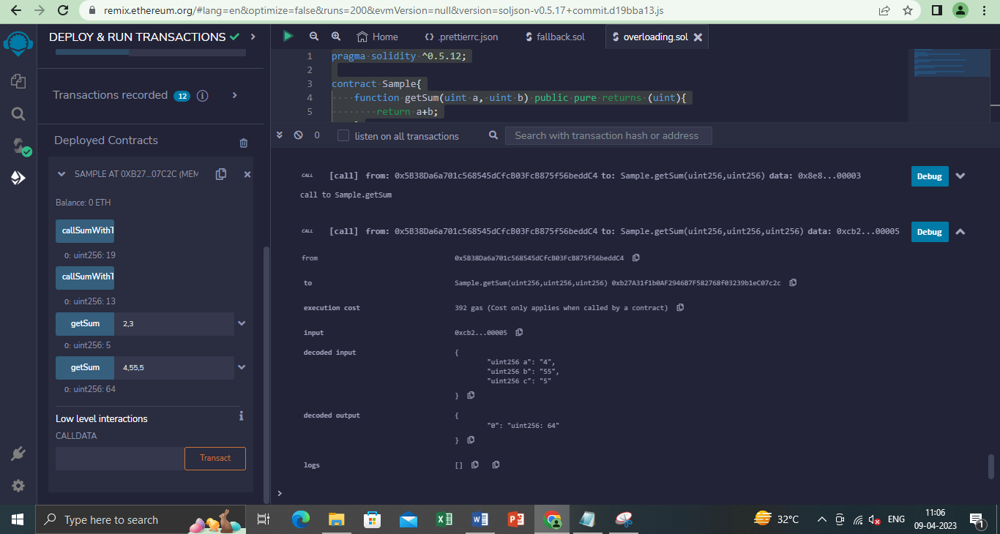 remix.ethereum.org/#lang=en&optimize=false&runs=200&evmVersion=null&version=soljson-v0.5.17+commit.d19bba13.js
DEPLOY & RUN TRANSACTIONS
Transactions recorded 12 i
Deployed Contracts
SAMPLE AT 0XB27...07C2C (MEM
Balance: 0 ETH
callSumWithT
0: uint256: 19
callSumWithT
0: uint256: 13
getSum 2,3
0: uint256: 5
getSum 4,55,5
0: uint256: 64
Low level interactions i
CALLDATA
Transact
Home {} .prettierrc.json fallback.sol overloading.sol
1 pragma solidity ^0.5.12;
2
3 contract Sample{
4 ····function getSum(uint a, uint b) public pure returns (uint){
5 ········return a+b;
0 listen on all transactions Search with transaction hash or address
CALL [call] from: 0x5B38Da6a701c568545dCfcB03FcB875f56beddC4 to: Sample.getSum(uint256,uint256) data: 0x8e8...00003 Debug
call to Sample.getSum
CALL [call] from: 0x5B38Da6a701c568545dCfcB03FcB875f56beddC4 to: Sample.getSum(uint256,uint256,uint256) data: 0xcb2...00005 Debug
from 0x5B38Da6a701c568545dCfcB03FcB875f56beddC4
to Sample.getSum(uint256,uint256,uint256) 0xb27A31f1b0AF2946B7F582768f03239b1eC07c2c
execution cost 392 gas (Cost only applies when called by a contract)
input 0xcb2...00005
decoded input {
"uint256 a": "4",
"uint256 b": "55",
"uint256 c": "5"
}
decoded output {
"0": "uint256: 64"
}
logs []
>
Type here to search
32°C ENG
11:06
09-04-2023
1